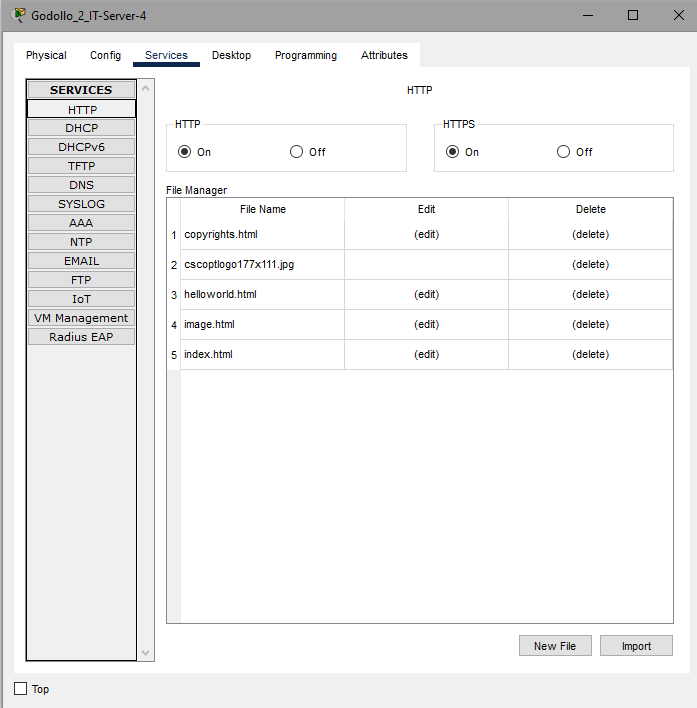 Godollo_2_IT-Server-4
Physical Config Services Desktop Programming Attributes
SERVICES
HTTP
DHCP
DHCPv6
TFTP
DNS
SYSLOG
AAA
NTP
EMAIL
FTP
IoT
VM Management
Radius EAP
HTTP
HTTP
On Off
HTTPS
On Off
File Manager
File Name Edit Delete
1 copyrights.html (edit) (delete)
2 cscoptlogo177x111.jpg (delete)
3 helloworld.html (edit) (delete)
4 image.html (edit) (delete)
5 index.html (edit) (delete)
New File Import
Top